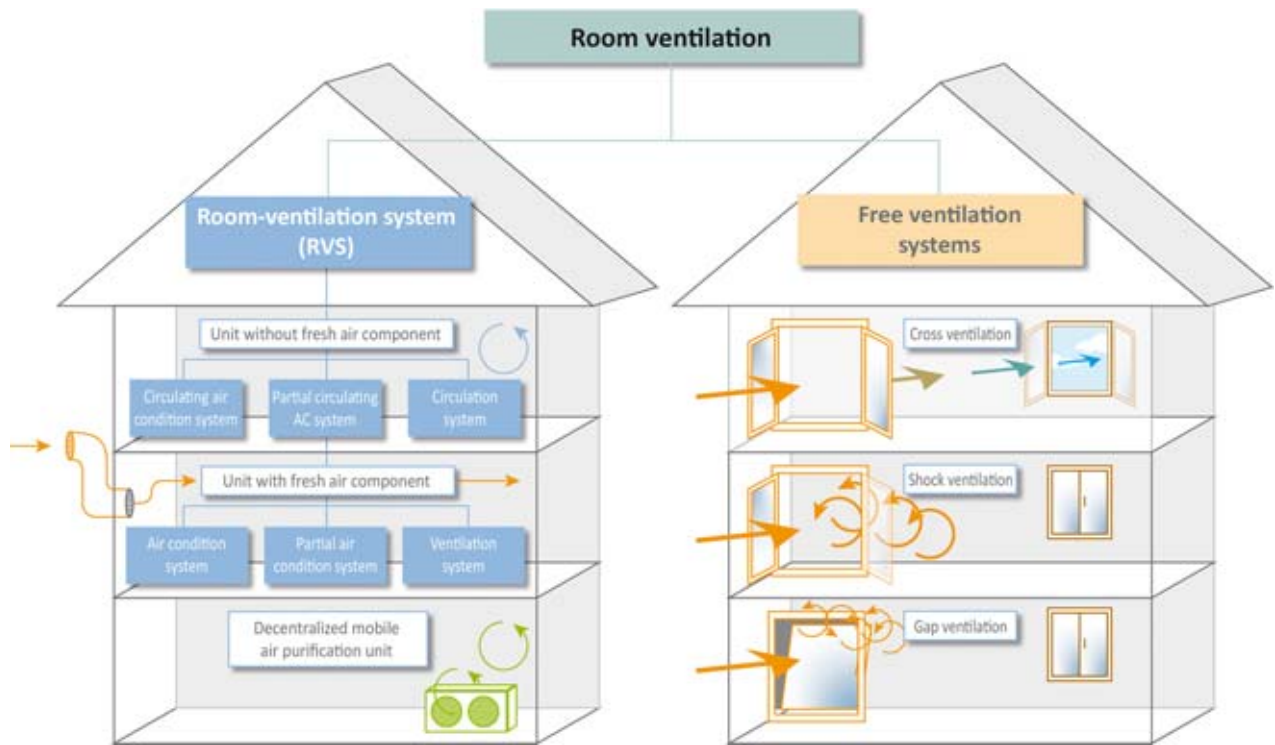 Room ventilation
Room-ventilation system
(RVS)
Unit without fresh air component
Circulating air
condition system
Partial circulating
AC system
Circulation
system
Unit with fresh air component
Air condition
system
Partial air
condition system
Ventilation
system
Decentralized mobile
air purification unit
Free ventilation
systems
Cross ventilation
Shock ventilation
Gap ventilation